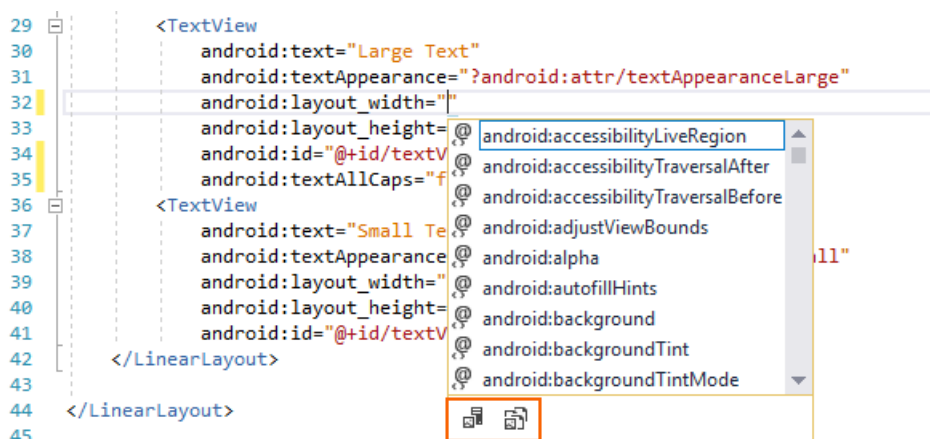 29 <TextView
30 android:text="Large Text"
31 android:textAppearance="?android:attr/textAppearanceLarge"
32 android:layout_width=""
33 android:layout_height=
34 android:id="@+id/textV
35 android:textAllCaps="f
36 <TextView
37 android:text="Small Te
38 android:textAppearance all"
39 android:layout_width="
40 android:layout_height=
41 android:id="@+id/textV
42 </LinearLayout>
43
44 </LinearLayout>
45
android:accessibilityLiveRegion
android:accessibilityTraversalAfter
android:accessibilityTraversalBefore
android:adjustViewBounds
android:alpha
android:autofillHints
android:background
android:backgroundTint
android:backgroundTintMode